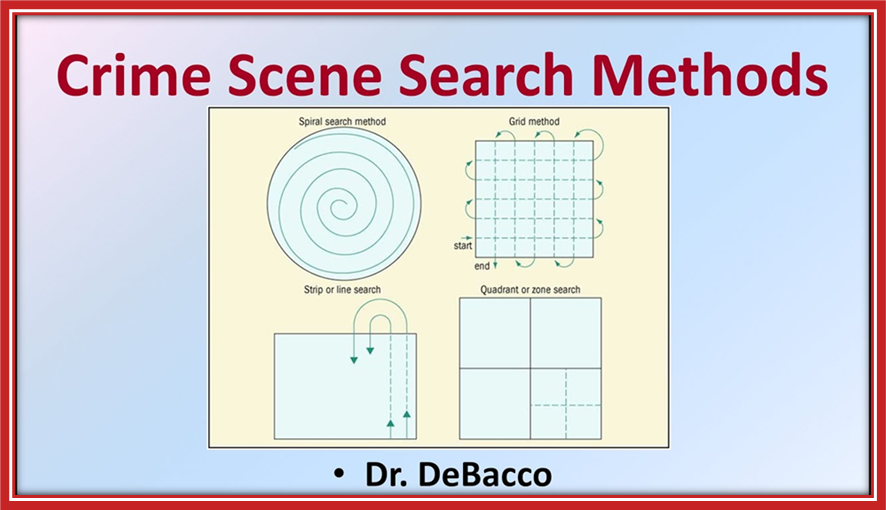 Crime Scene Search Methods
Spiral search method
Grid method
start
end
Strip or line search
Quadrant or zone search
• Dr. DeBacco